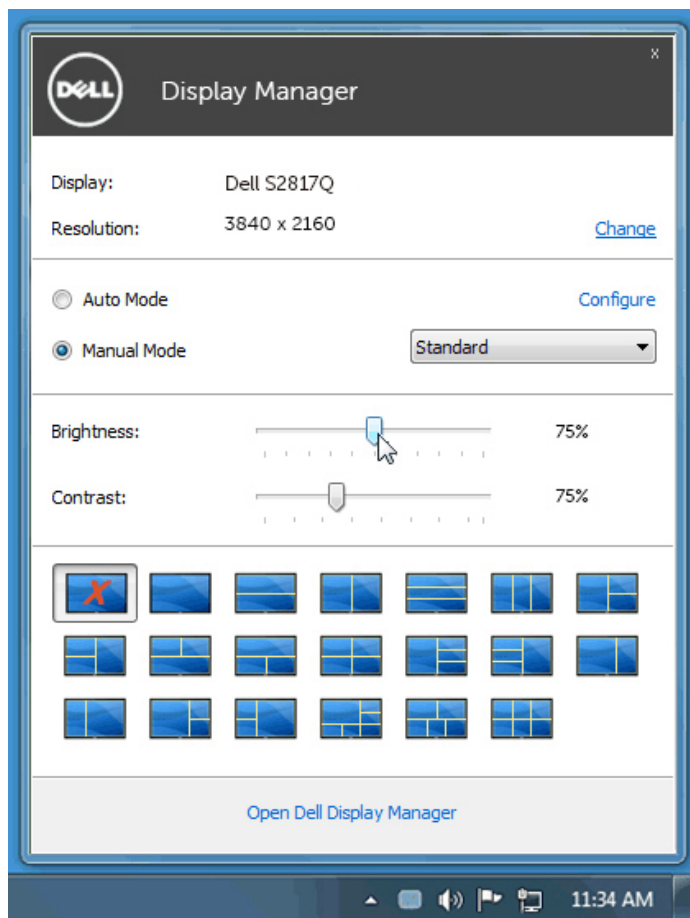 DELL
Display Manager
x
Display: Dell S2817Q
Resolution: 3840 x 2160 Change
Auto Mode Configure
Manual Mode Standard
Brightness: 75%
Contrast: 75%
Open Dell Display Manager
11:34 AM